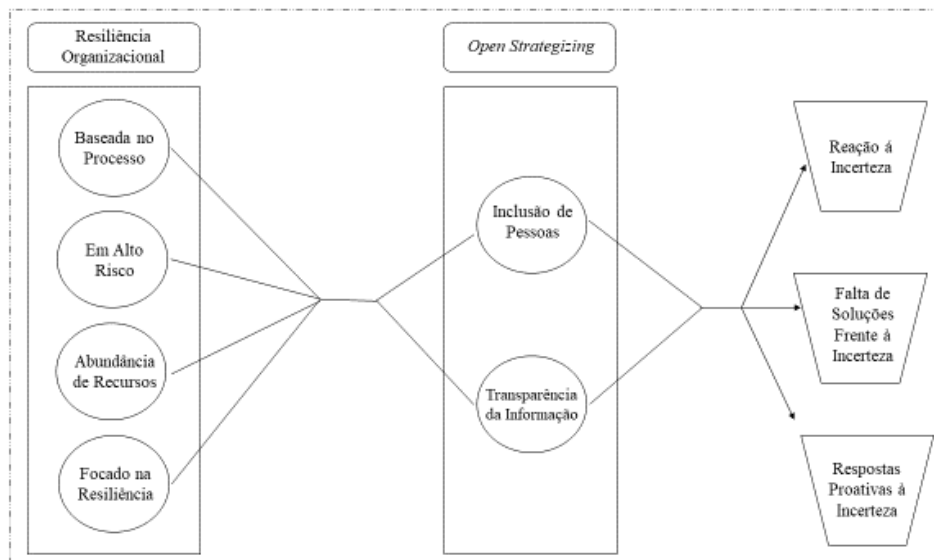 Resiliência
Organizacional
Open Strategizing
Baseada no
Processo
Em Alto
Risco
Abundância
de Recursos
Focado na
Resiliência
Inclusão de
Pessoas
Transparência
da Informação
Reação á
Incerteza
Falta de
Soluções
Frente à
Incerteza
Respostas
Proativas à
Incerteza